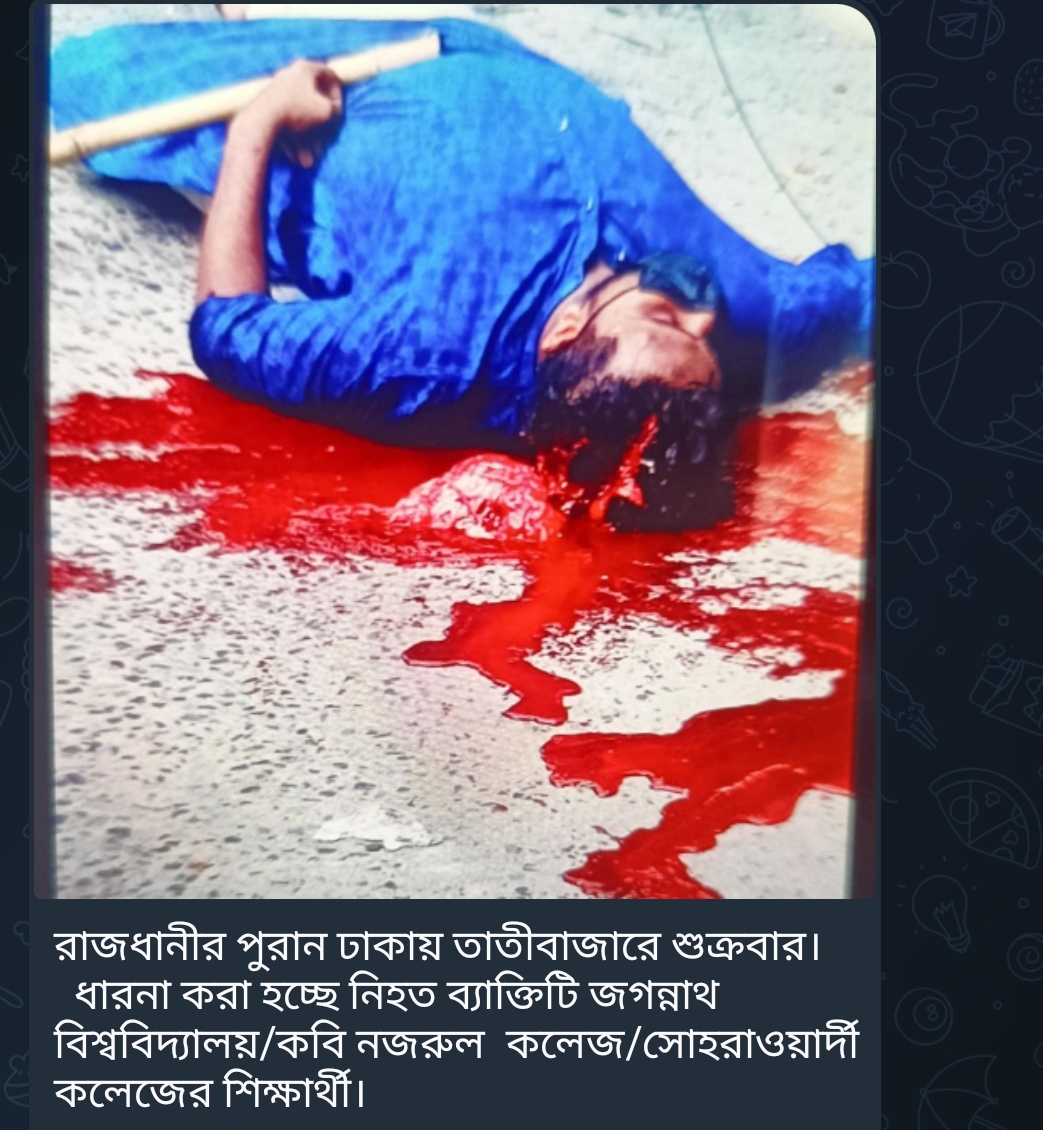 রাজধানীর পুরান ঢাকায় তাতীবাজারে শুক্রবার।
ধারনা করা হচ্ছে নিহত ব্যাক্তিটি জগন্নাথ
বিশ্ববিদ্যালয়/কবি নজরুল কলেজ/সোহরাওয়ার্দী
কলেজের শিক্ষার্থী।